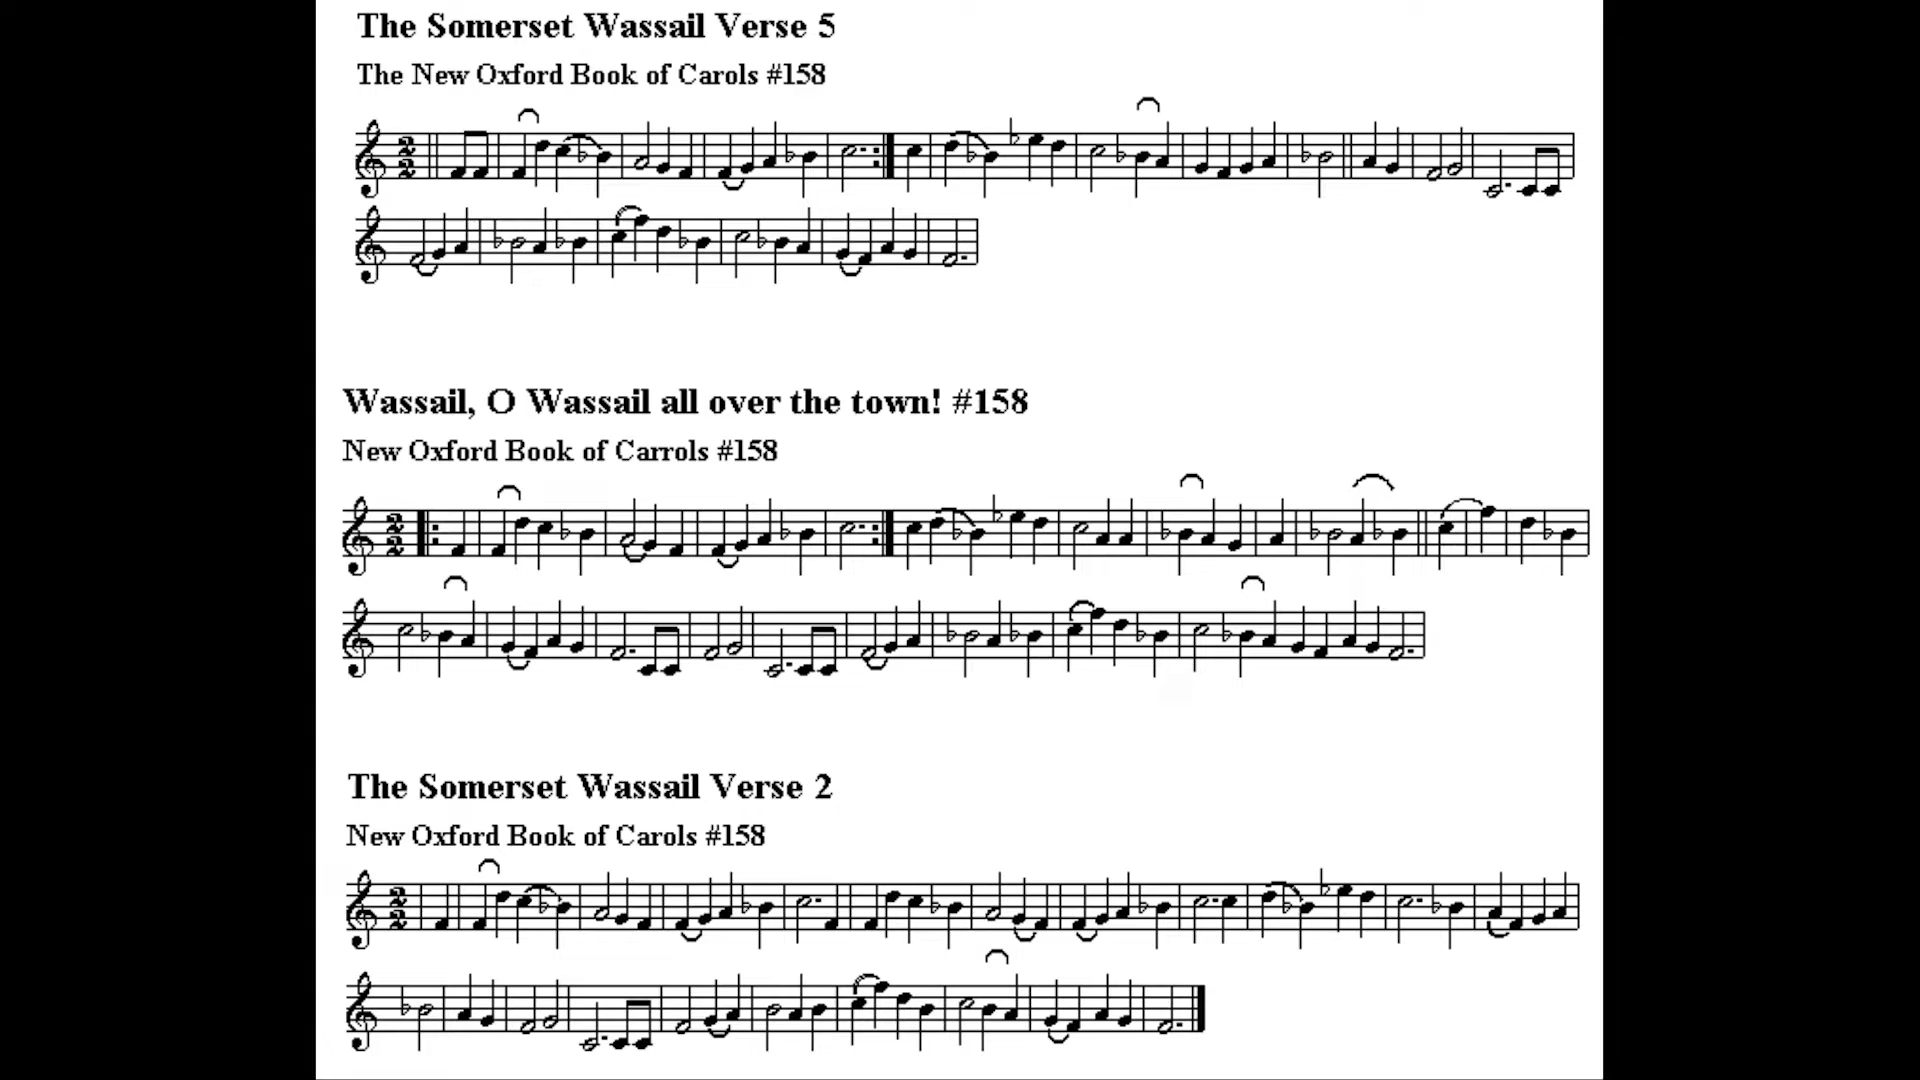 The Somerset Wassail Verse 5
The New Oxford Book of Carols #158
Wassail, O Wassail all over the town! #158
New Oxford Book of Carrols #158
The Somerset Wassail Verse 2
New Oxford Book of Carols #158